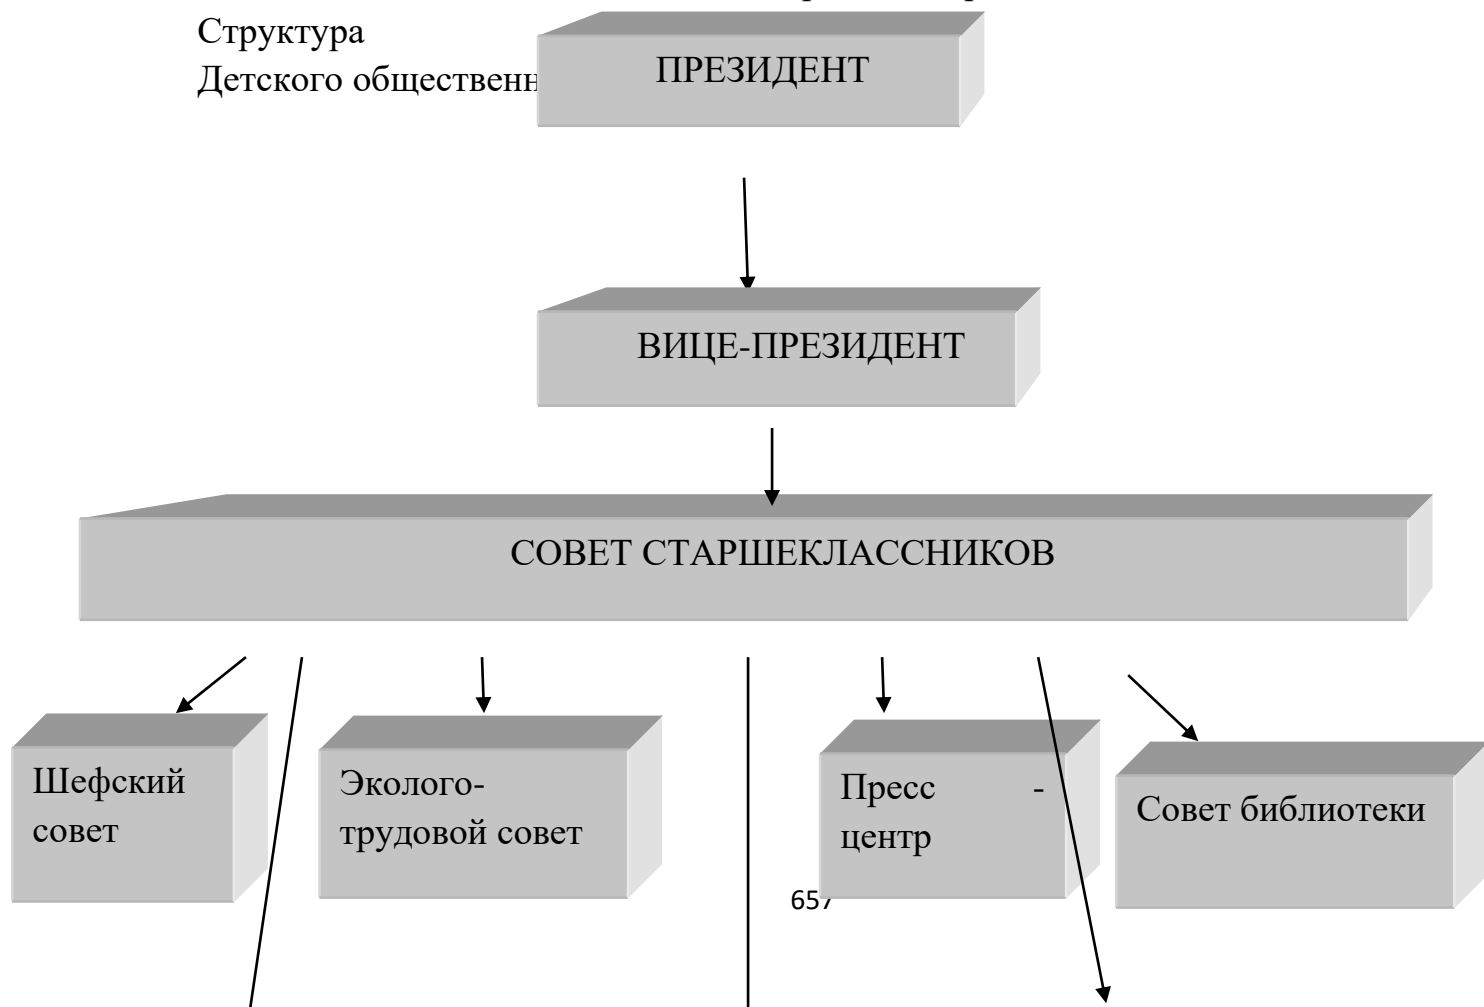 Структура
Детского общественн
ПРЕЗИДЕНТ
ВИЦЕ-ПРЕЗИДЕНТ
СОВЕТ СТАРШЕКЛАССНИКОВ
Шефский
совет
Эколого-
трудовой совет
Пресс -
центр
Совет библиотеки
657